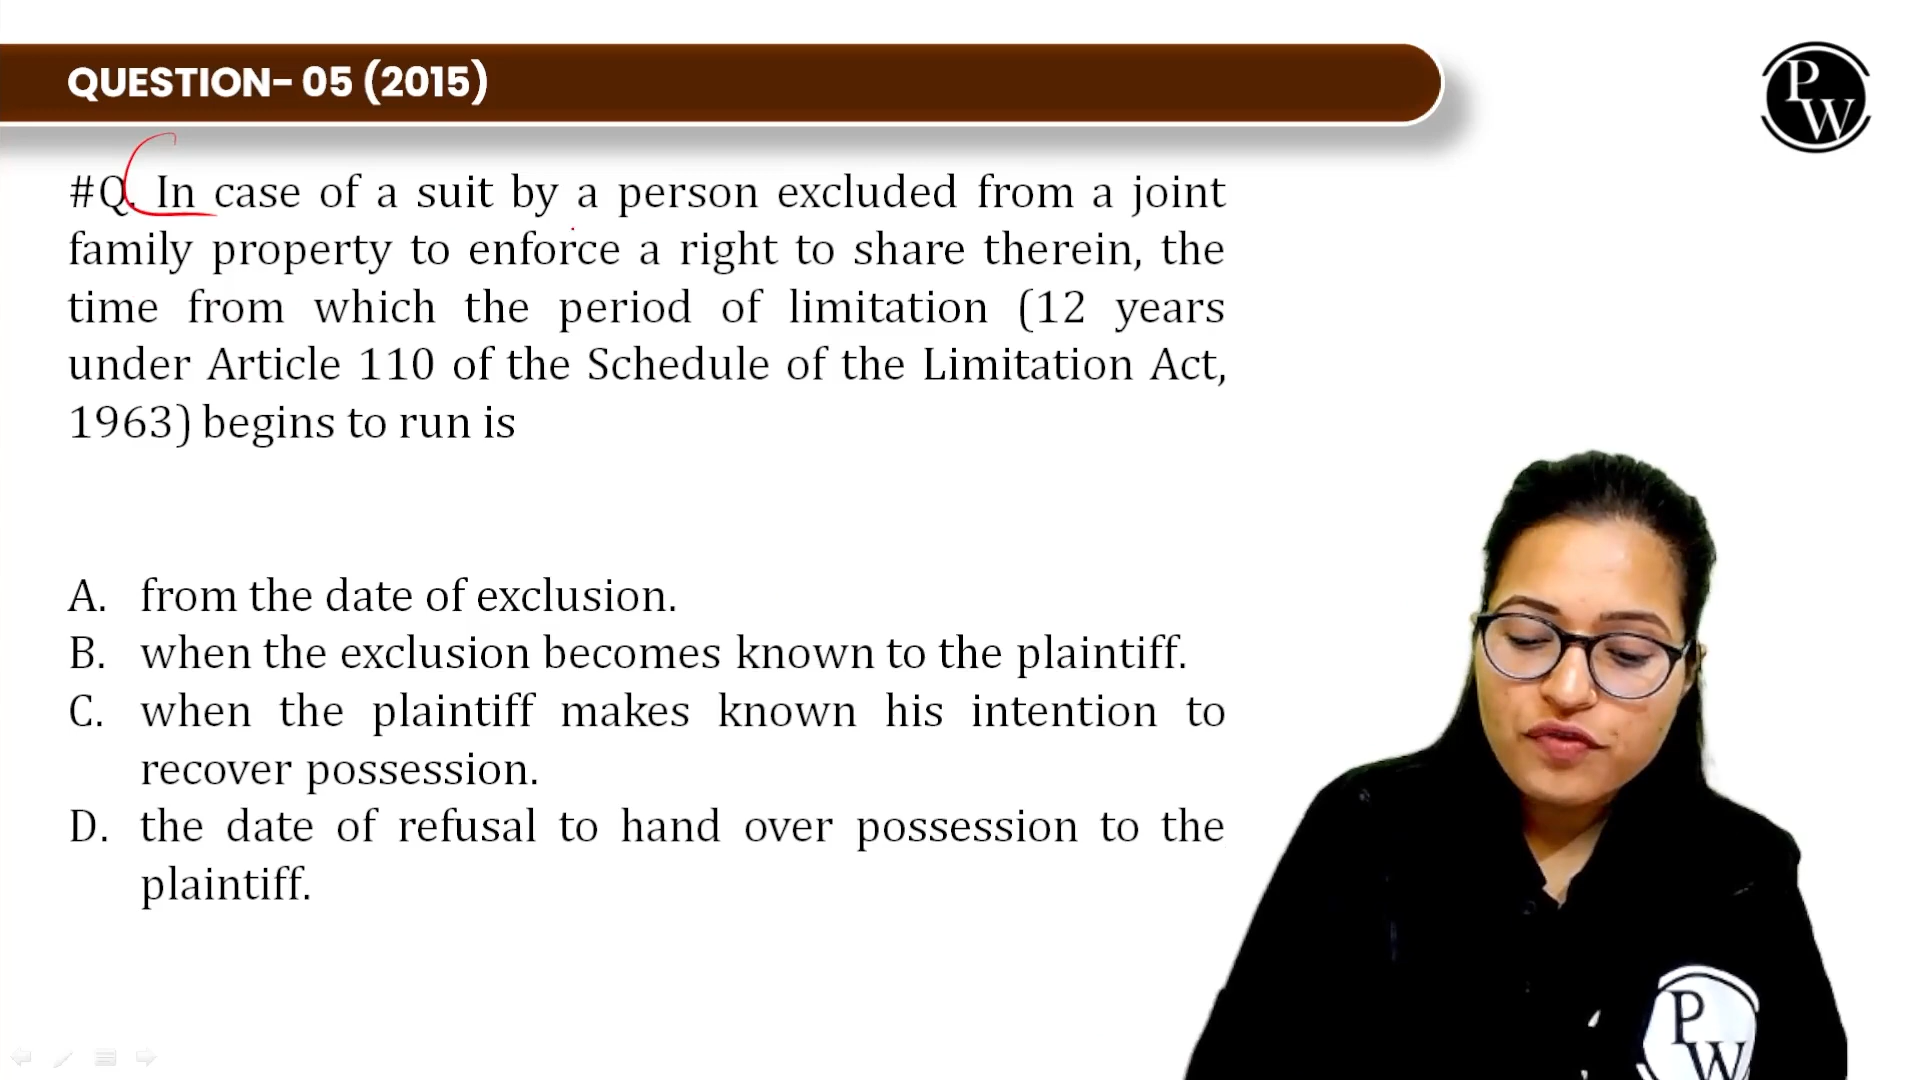 QUESTION- 05 (2015)
PW
#Q. In case of a suit by a person excluded from a joint
family property to enforce a right to share therein, the
time from which the period of limitation (12 years
under Article 110 of the Schedule of the Limitation Act,
1963) begins to run is
A. from the date of exclusion.
B. when the exclusion becomes known to the plaintiff.
C. when the plaintiff makes known his intention to
recover possession.
D. the date of refusal to hand over possession to the
plaintiff.
PW